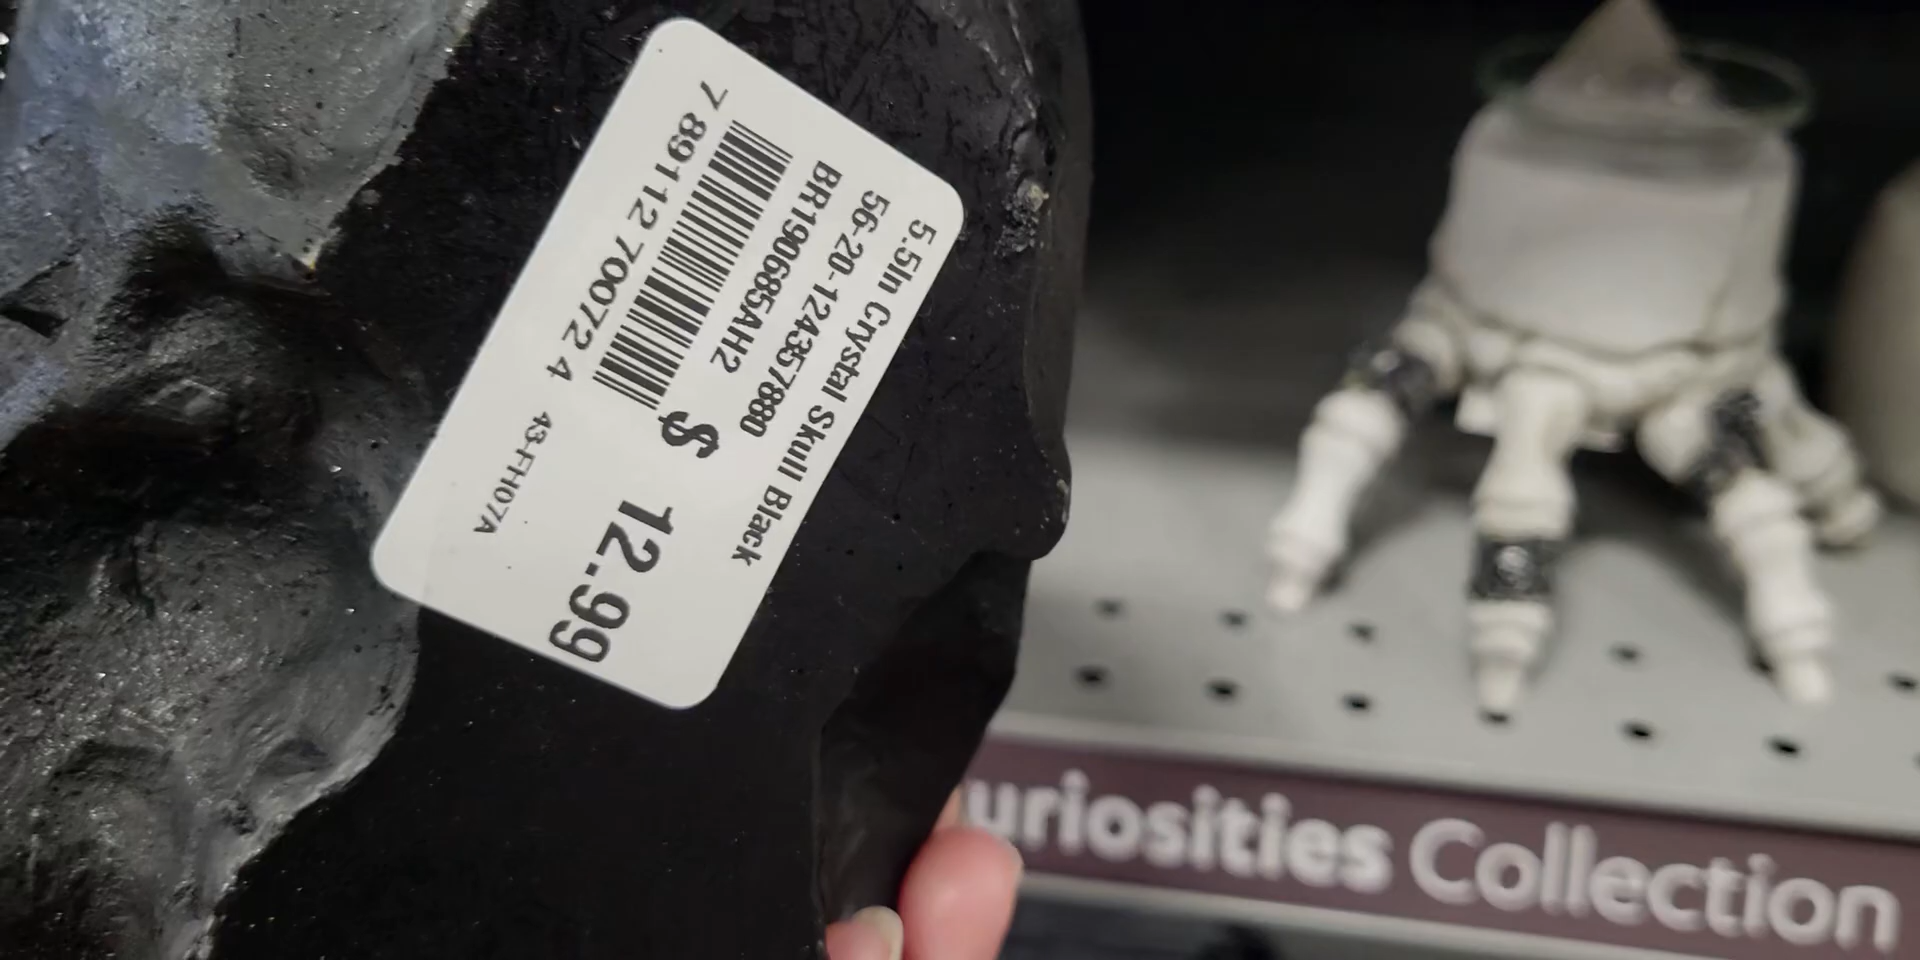 5.5In Crystal Skull Black
56-20-124357880
BR190685AH2
7 89112 70072 4
$ 12.99
43-FH07A
uriosities Collection